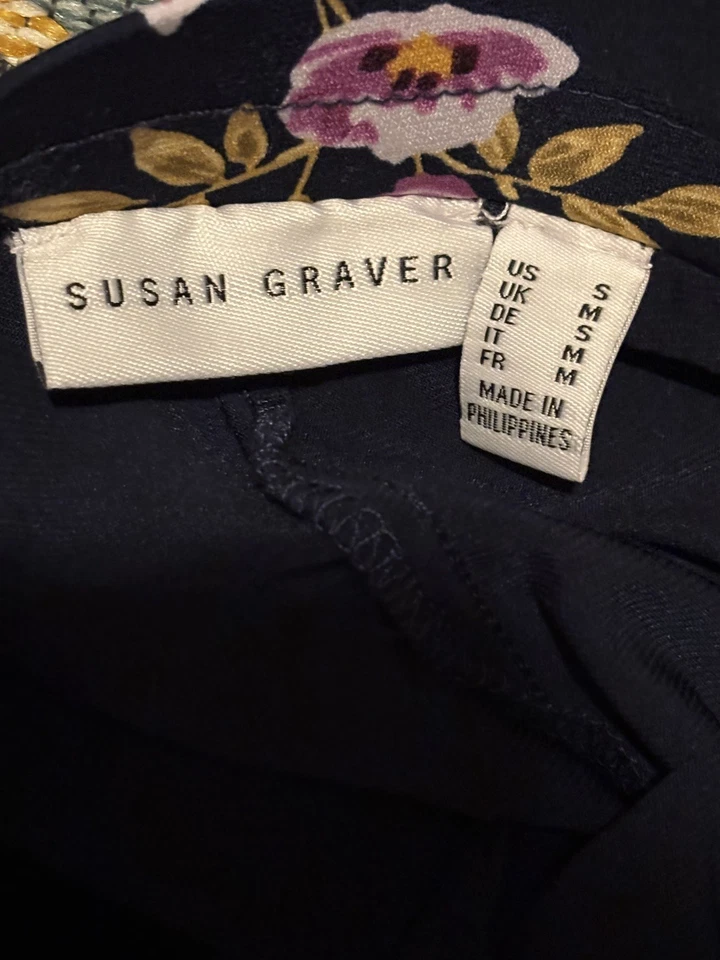 SUSAN GRAVER
US S
UK M
DE S
IT M
FR M
MADE IN
PHILIPPINES